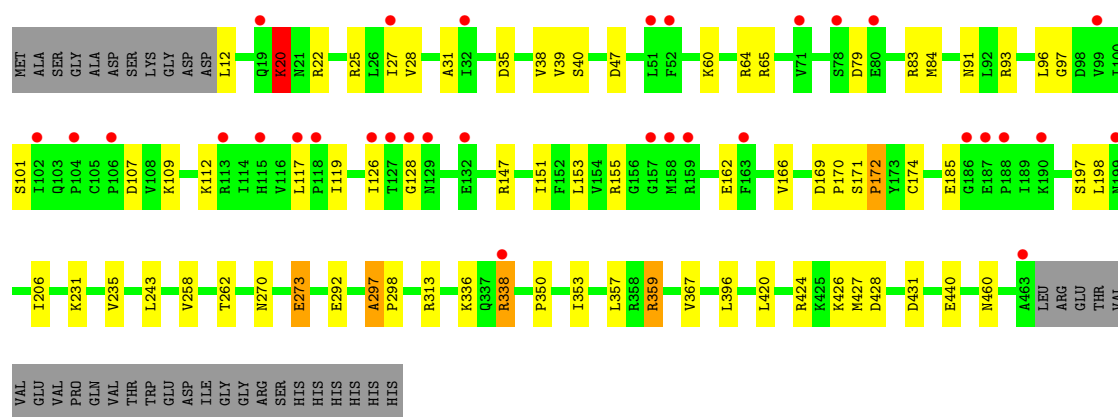 MET ALA SER GLY ALA ASP SER LYS GLY ASP ASP L12 Q19 K20 N21 R22 R25 L26 I27 V28 A31 I32 D35 V38 V39 S40 D47 L51 F52 K60 R64 R65 V71 S78 D79 E80 R83 M84 N91 L92 R93 L96 G97 D98 V99 I100
S101 I102 Q103 P104 C105 P106 D107 V108 K109 K112 R113 I114 H115 V116 L117 P118 I119 I126 T127 G128 N129 E132 R147 I151 F152 L153 V154 R155 G156 G157 M158 R159 E162 F163 V166 D169 P170 S171 P172 Y173 C174 E185 G186 E187 P188 I189 K190 S197 L198 N199
I206 K231 V235 L243 V258 T262 N270 E273 E292 A297 P298 R313 K336 Q337 R338 P350 I353 L357 R358 R359 V367 L396 L420 R424 K425 K426 M427 D428 D431 E440 N460 A463 LEU ARG GLU THR VAL
VAL GLU VAL PRO GLN VAL THR TRP GLU ASP ILE GLY GLY ARG SER HIS HIS HIS HIS HIS HIS